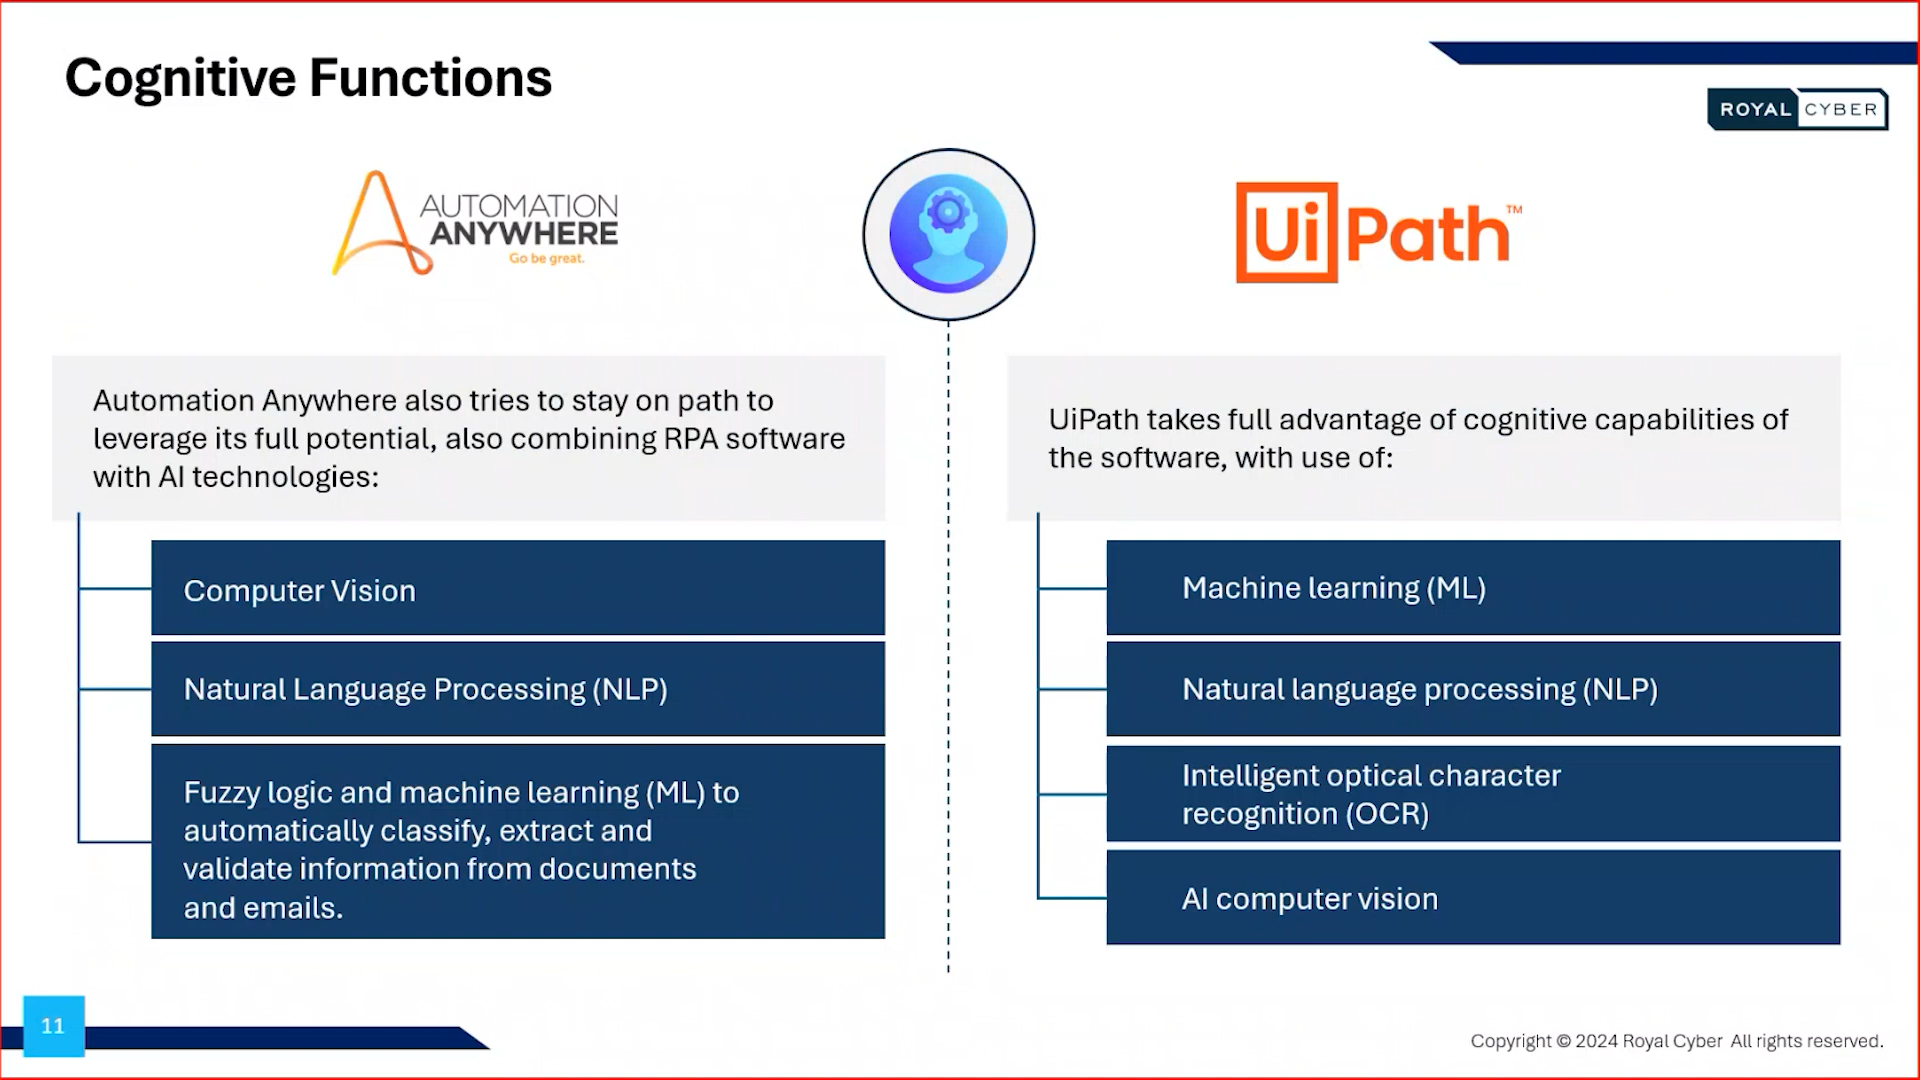 Cognitive Functions
ROYAL CYBER
AUTOMATION
ANYWHERE
Go be great.
UiPath™
Automation Anywhere also tries to stay on path to
leverage its full potential, also combining RPA software
with AI technologies:
Computer Vision
Natural Language Processing (NLP)
Fuzzy logic and machine learning (ML) to
automatically classify, extract and
validate information from documents
and emails.
UiPath takes full advantage of cognitive capabilities of
the software, with use of:
Machine learning (ML)
Natural language processing (NLP)
Intelligent optical character
recognition (OCR)
AI computer vision
11
Copyright © 2024 Royal Cyber All rights reserved.